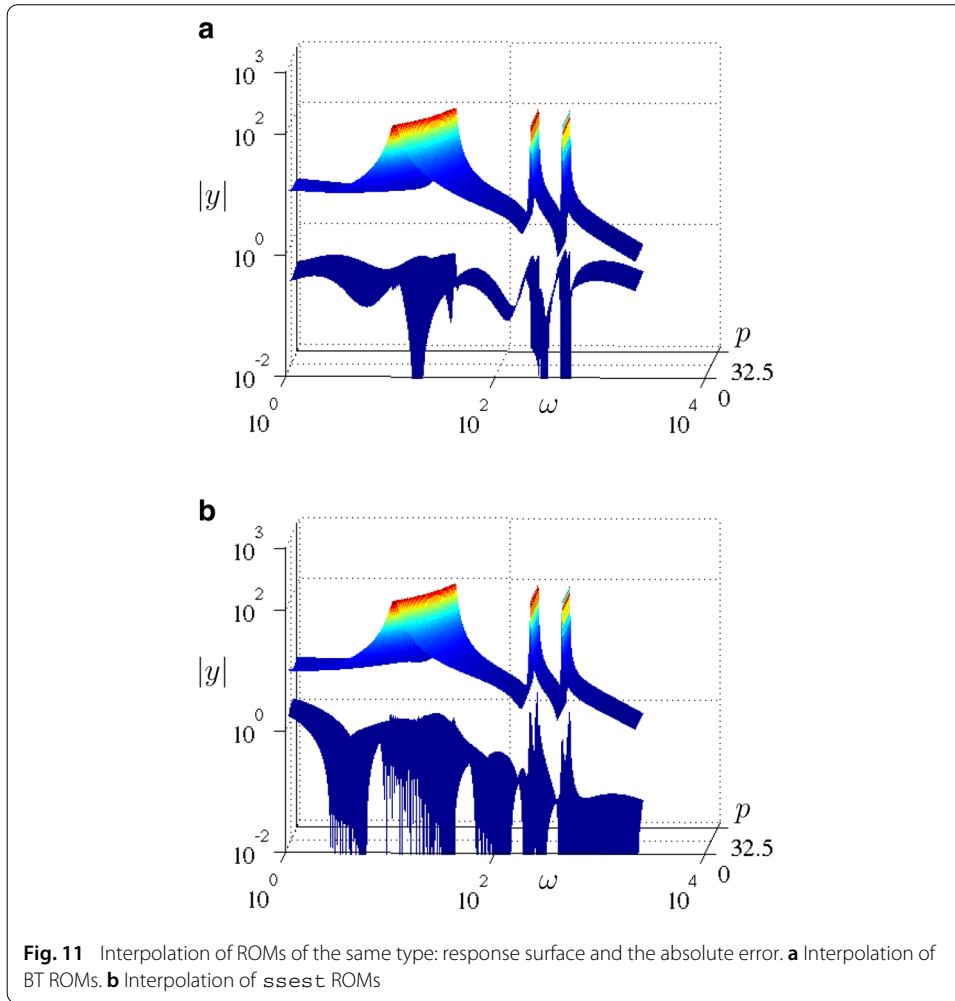 a
10^3
10^2
|y|
10^0
10^-2
p
32.5
0
10^0
10^2
ω
10^4
b
10^3
10^2
|y|
10^0
10^-2
p
32.5
0
10^0
10^2
ω
10^4
Fig. 11 Interpolation of ROMs of the same type: response surface and the absolute error. a Interpolation of
BT ROMs. b Interpolation of ssest ROMs